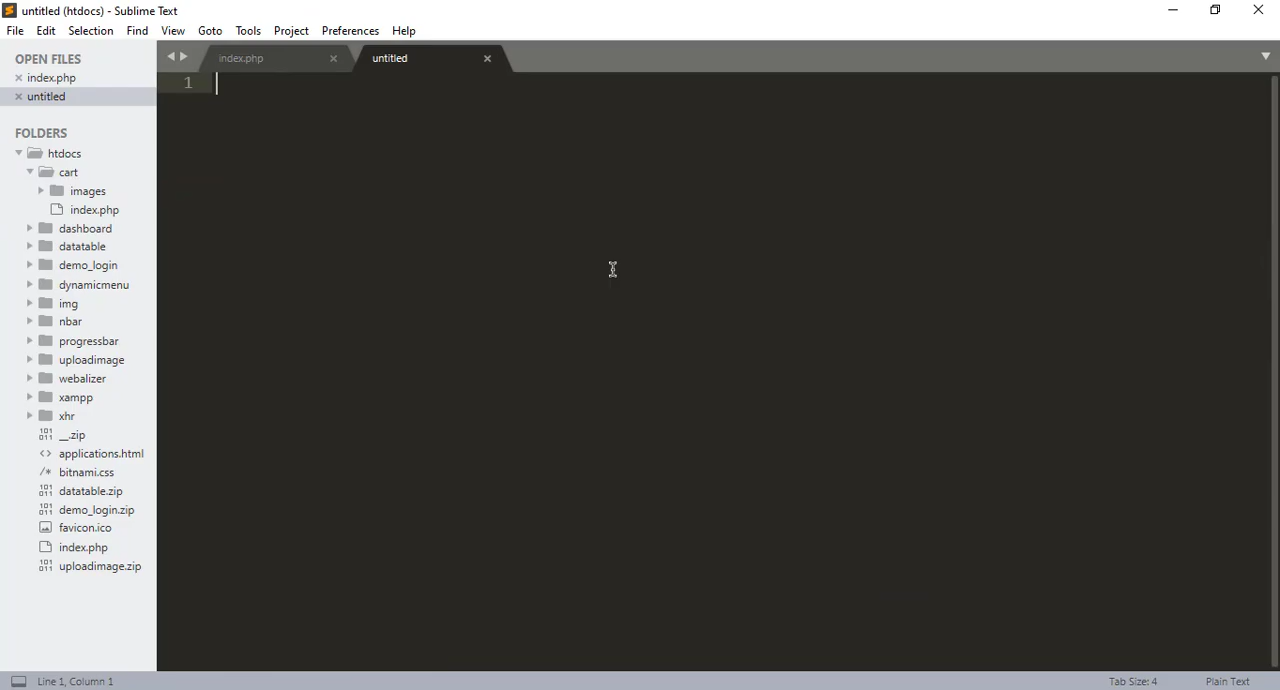 untitled (htdocs) - Sublime Text
File Edit Selection Find View Goto Tools Project Preferences Help
OPEN FILES
index.php
untitled
FOLDERS
htdocs
cart
images
index.php
dashboard
datatable
demo_login
dynamicmenu
img
nbar
progressbar
uploadimage
webalizer
xampp
xhr
__.zip
applications.html
bitnami.css
datatable.zip
demo_login.zip
favicon.ico
index.php
uploadimage.zip
index.php untitled
1
Line 1, Column 1 Tab Size: 4 Plain Text